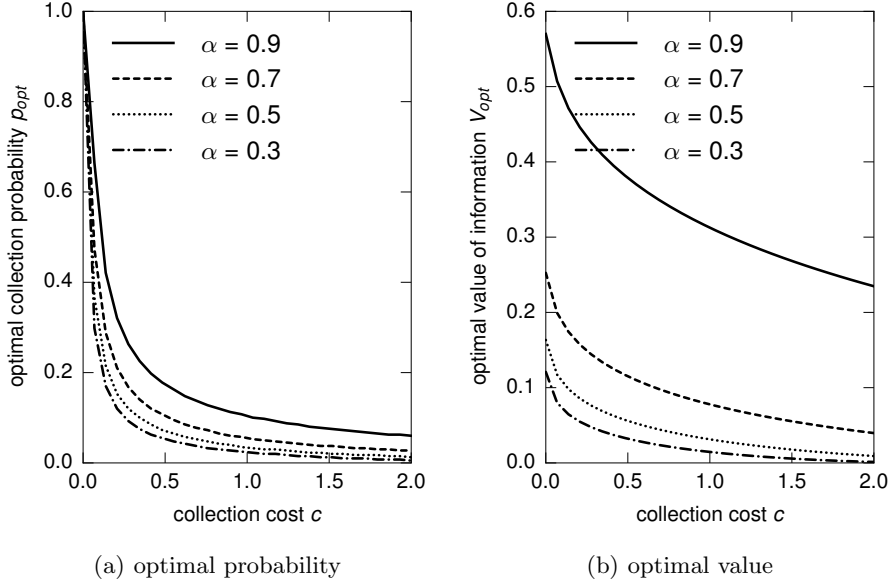 1.0
0.8
0.6
0.4
0.2
0.0
optimal collection probability p_opt
α = 0.9
α = 0.7
α = 0.5
α = 0.3
0.0 0.5 1.0 1.5 2.0
collection cost c
(a) optimal probability
0.6
0.5
0.4
0.3
0.2
0.1
0.0
optimal value of information V_opt
α = 0.9
α = 0.7
α = 0.5
α = 0.3
0.0 0.5 1.0 1.5 2.0
collection cost c
(b) optimal value